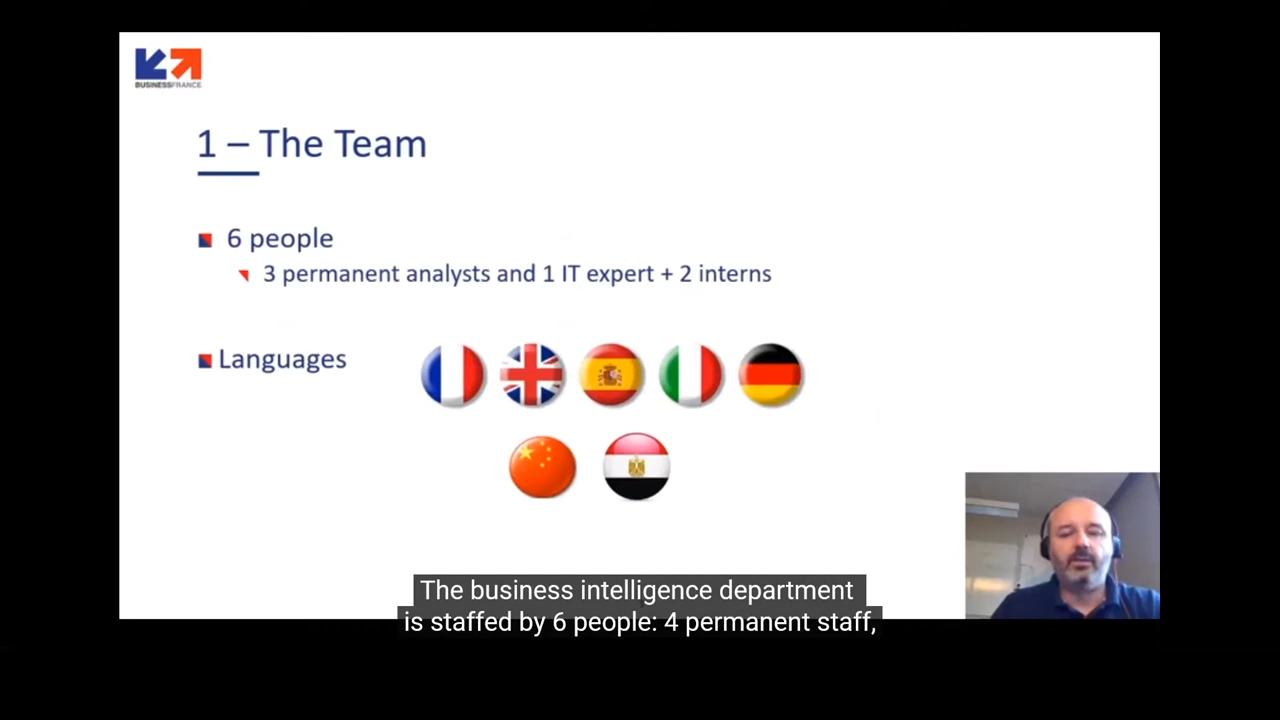 BUSINESSFRANCE
1 – The Team
6 people
3 permanent analysts and 1 IT expert + 2 interns
Languages
The business intelligence department
is staffed by 6 people: 4 permanent staff,